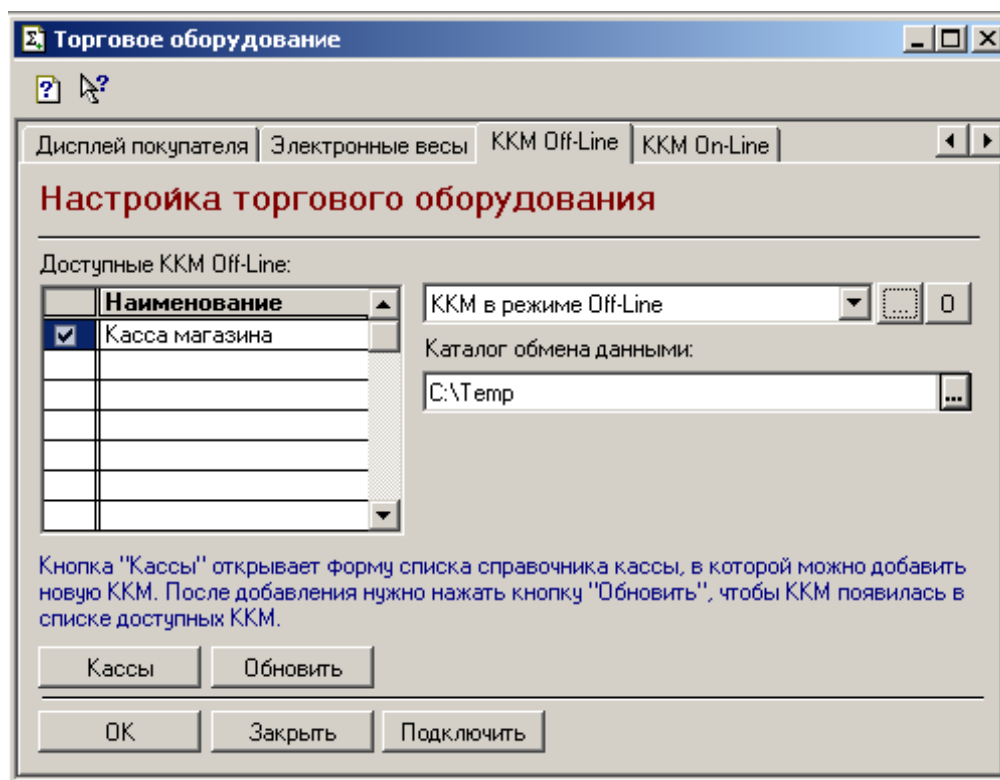 Торговое оборудование
Дисплей покупателя Электронные весы ККМ Off-Line ККМ On-Line
Настройка торгового оборудования
Доступные ККМ Off-Line:
Наименование
Касса магазина
ККМ в режиме Off-Line ... О
Каталог обмена данными:
C:\Temp ...
Кнопка "Кассы" открывает форму списка справочника кассы, в которой можно добавить
новую ККМ. После добавления нужно нажать кнопку "Обновить", чтобы ККМ появилась в
списке доступных ККМ.
Кассы Обновить
OK Закрыть Подключить